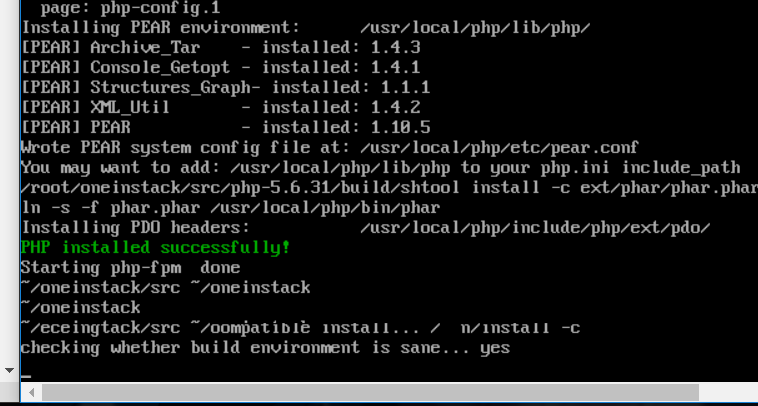 page: php-config.1
Installing PEAR environment:        /usr/local/php/lib/php/
[PEAR] Archive_Tar    - installed: 1.4.3
[PEAR] Console_Getopt - installed: 1.4.1
[PEAR] Structures_Graph- installed: 1.1.1
[PEAR] XML_Util       - installed: 1.4.2
[PEAR] PEAR           - installed: 1.10.5
Wrote PEAR system config file at: /usr/local/php/etc/pear.conf
You may want to add: /usr/local/php/lib/php to your php.ini include_path
/root/oneinstack/src/php-5.6.31/build/shtool install -c ext/phar/phar.phar
ln -s -f phar.phar /usr/local/php/bin/phar
Installing PDO headers:           /usr/local/php/include/php/ext/pdo/
PHP installed successfully!
Starting php-fpm  done
~/oneinstack/src ~/oneinstack
~/oneinstack
install... / n/install -c
checking whether build environment is sane... yes